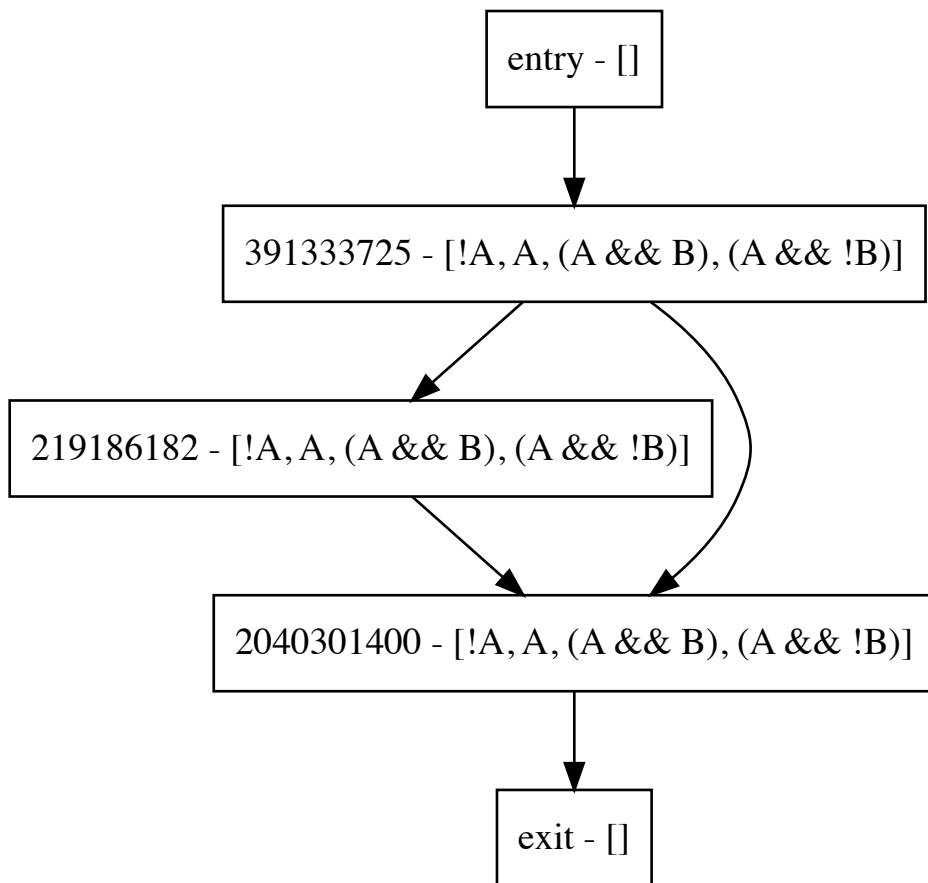 entry - []
391333725 - [!A, A, (A && B), (A && !B)]
219186182 - [!A, A, (A && B), (A && !B)]
2040301400 - [!A, A, (A && B), (A && !B)]
exit - []